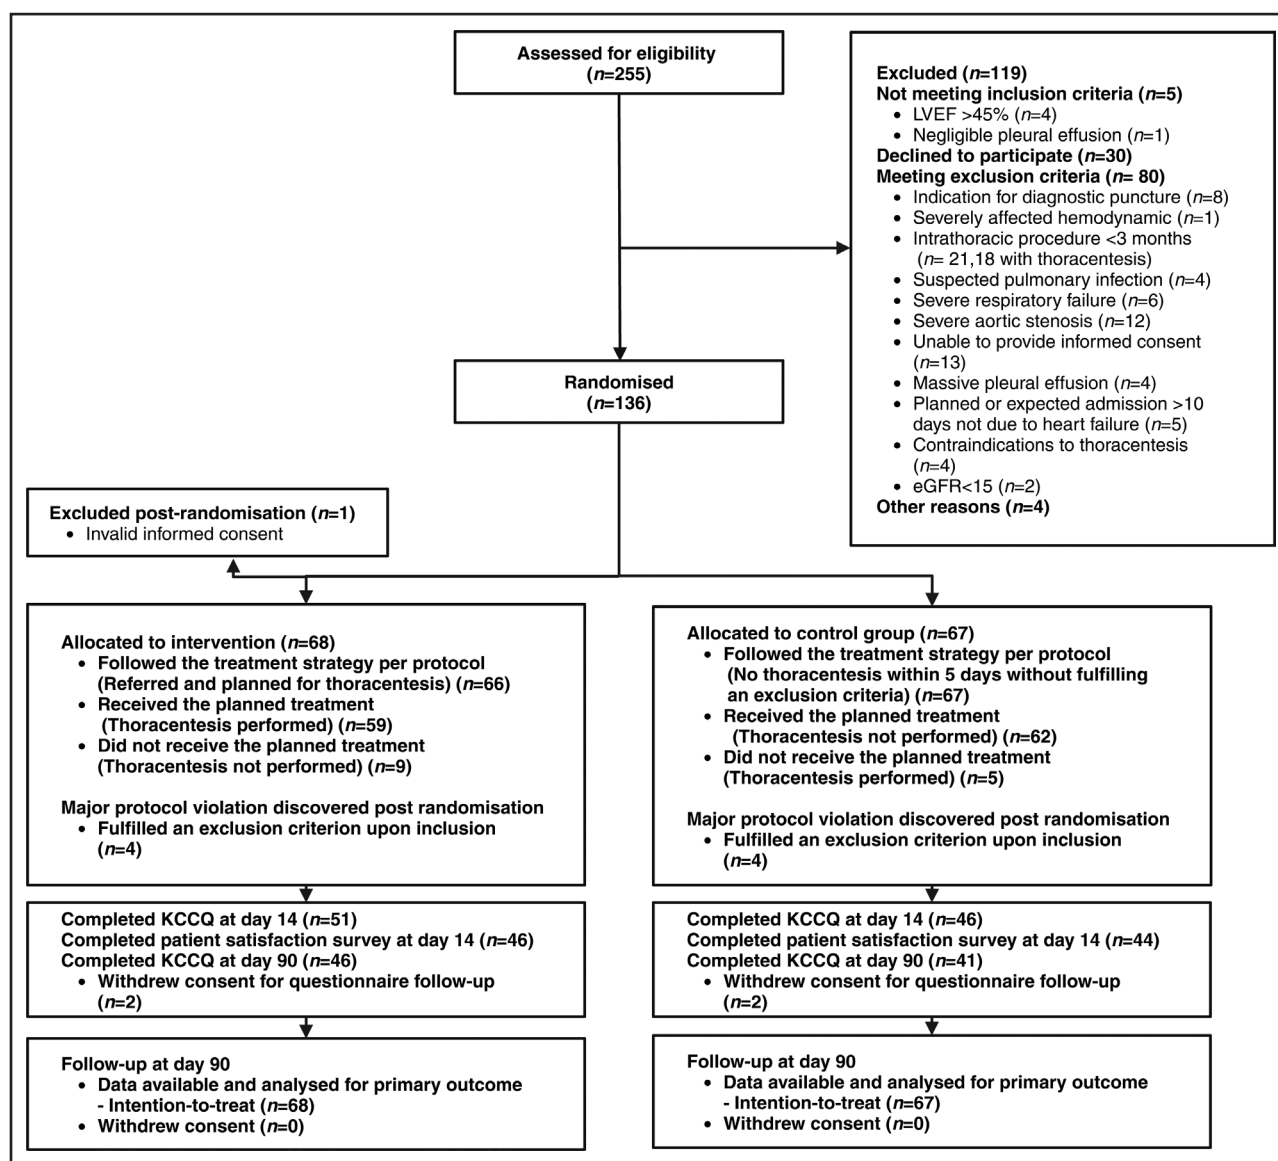 Assessed for eligibility
(n=255)
Excluded (n=119)
Not meeting inclusion criteria (n=5)
• LVEF >45% (n=4)
• Negligible pleural effusion (n=1)
Declined to participate (n=30)
Meeting exclusion criteria (n= 80)
• Indication for diagnostic puncture (n=8)
• Severely affected hemodynamic (n=1)
• Intrathoracic procedure <3 months
(n= 21,18 with thoracentesis)
• Suspected pulmonary infection (n=4)
• Severe respiratory failure (n=6)
• Severe aortic stenosis (n=12)
• Unable to provide informed consent
(n=13)
• Massive pleural effusion (n=4)
• Planned or expected admission >10
days not due to heart failure (n=5)
• Contraindications to thoracentesis
(n=4)
• eGFR<15 (n=2)
Other reasons (n=4)
Randomised
(n=136)
Excluded post-randomisation (n=1)
• Invalid informed consent
Allocated to intervention (n=68)
• Followed the treatment strategy per protocol
(Referred and planned for thoracentesis) (n=66)
• Received the planned treatment
(Thoracentesis performed) (n=59)
• Did not receive the planned treatment
(Thoracentesis not performed) (n=9)
Major protocol violation discovered post randomisation
• Fulfilled an exclusion criterion upon inclusion
(n=4)
Allocated to control group (n=67)
• Followed the treatment strategy per protocol
(No thoracentesis within 5 days without fulfilling
an exclusion criteria) (n=67)
• Received the planned treatment
(Thoracentesis not performed) (n=62)
• Did not receive the planned treatment
(Thoracentesis performed) (n=5)
Major protocol violation discovered post randomisation
• Fulfilled an exclusion criterion upon inclusion
(n=4)
Completed KCCQ at day 14 (n=51)
Completed patient satisfaction survey at day 14 (n=46)
Completed KCCQ at day 90 (n=46)
• Withdrew consent for questionnaire follow-up
(n=2)
Completed KCCQ at day 14 (n=46)
Completed patient satisfaction survey at day 14 (n=44)
Completed KCCQ at day 90 (n=41)
• Withdrew consent for questionnaire follow-up
(n=2)
Follow-up at day 90
• Data available and analysed for primary outcome
- Intention-to-treat (n=68)
• Withdrew consent (n=0)
Follow-up at day 90
• Data available and analysed for primary outcome
- Intention-to-treat (n=67)
• Withdrew consent (n=0)